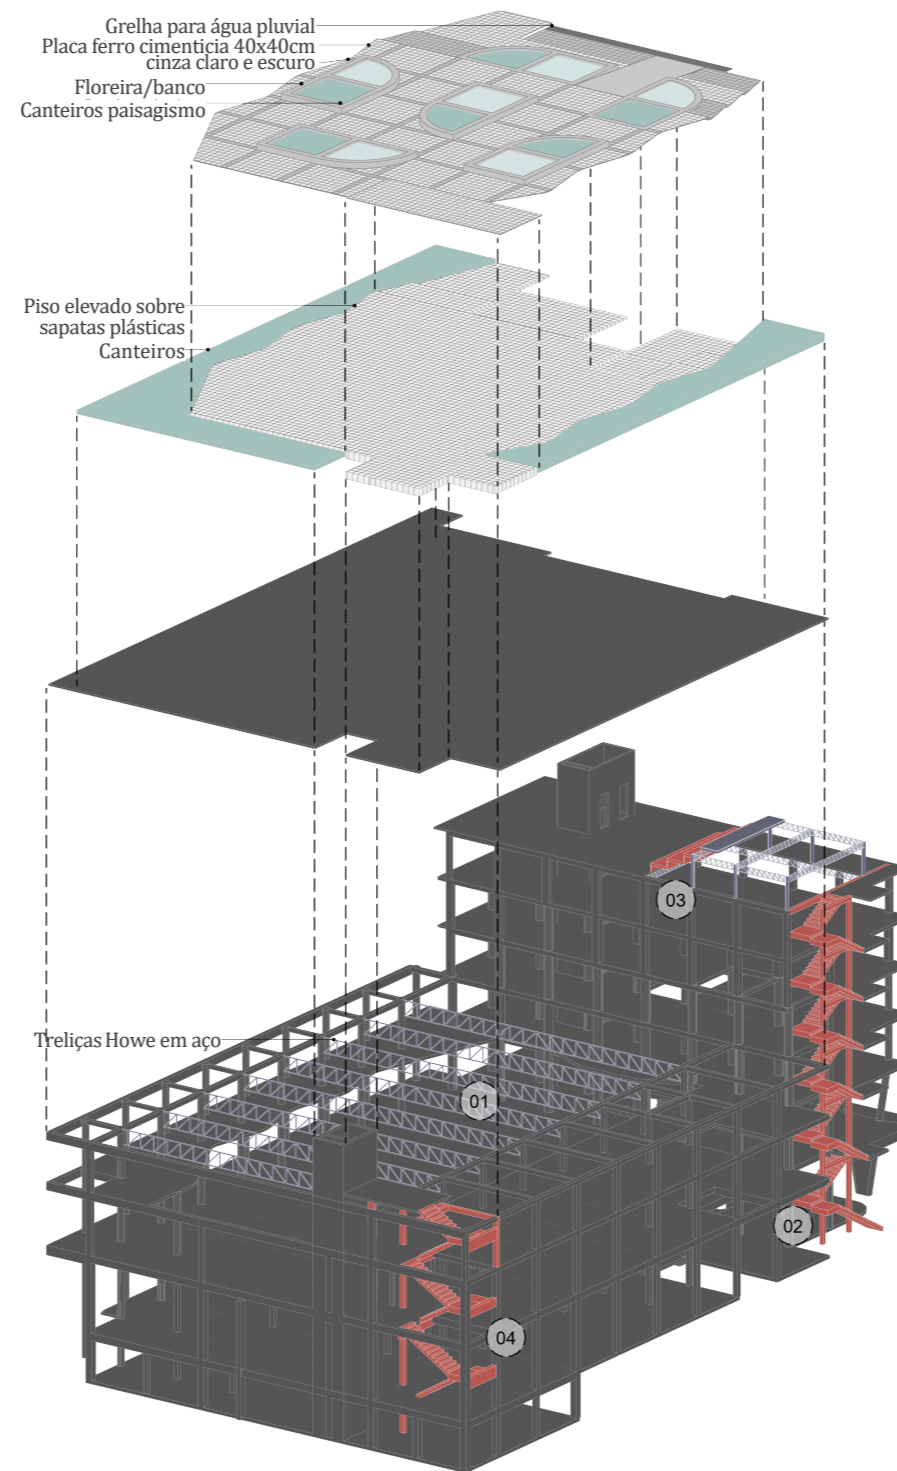 Grelha para água pluvial
Placa ferro cimenticia 40x40cm
cinza claro e escuro
Floreira/banco
Canteiros paisagismo
Piso elevado sobre
sapatas plásticas
Canteiros
03
Treliças Howe em aço
01
02
04